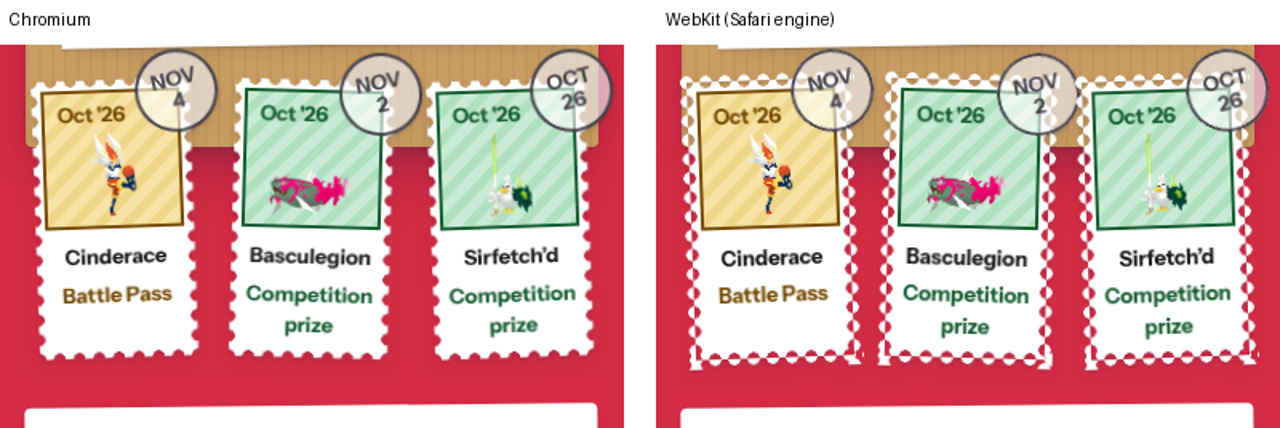 Chromium
NOV
4
Oct '26
Cinderace
Battle Pass
NOV
2
Oct '26
Basculegion
Competition
prize
OCT
26
Oct '26
Sirfetch’d
Competition
prize
WebKit (Safari engine)
NOV
4
Oct '26
Cinderace
Battle Pass
NOV
2
Oct '26
Basculegion
Competition
prize
OCT
26
Oct '26
Sirfetch’d
Competition
prize